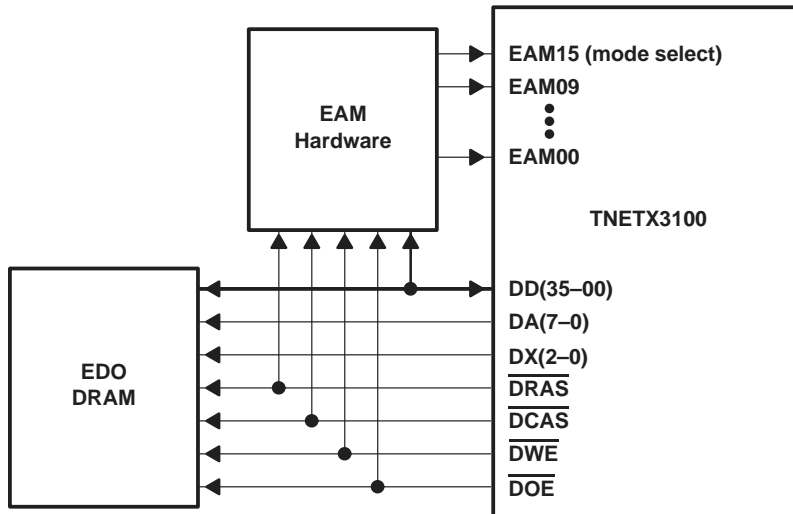 EAM15 (mode select)
EAM09
EAM00
EAM
Hardware
TNETX3100
DD(35–00)
DA(7–0)
DX(2–0)
DRAS
DCAS
DWE
DOE
EDO
DRAM